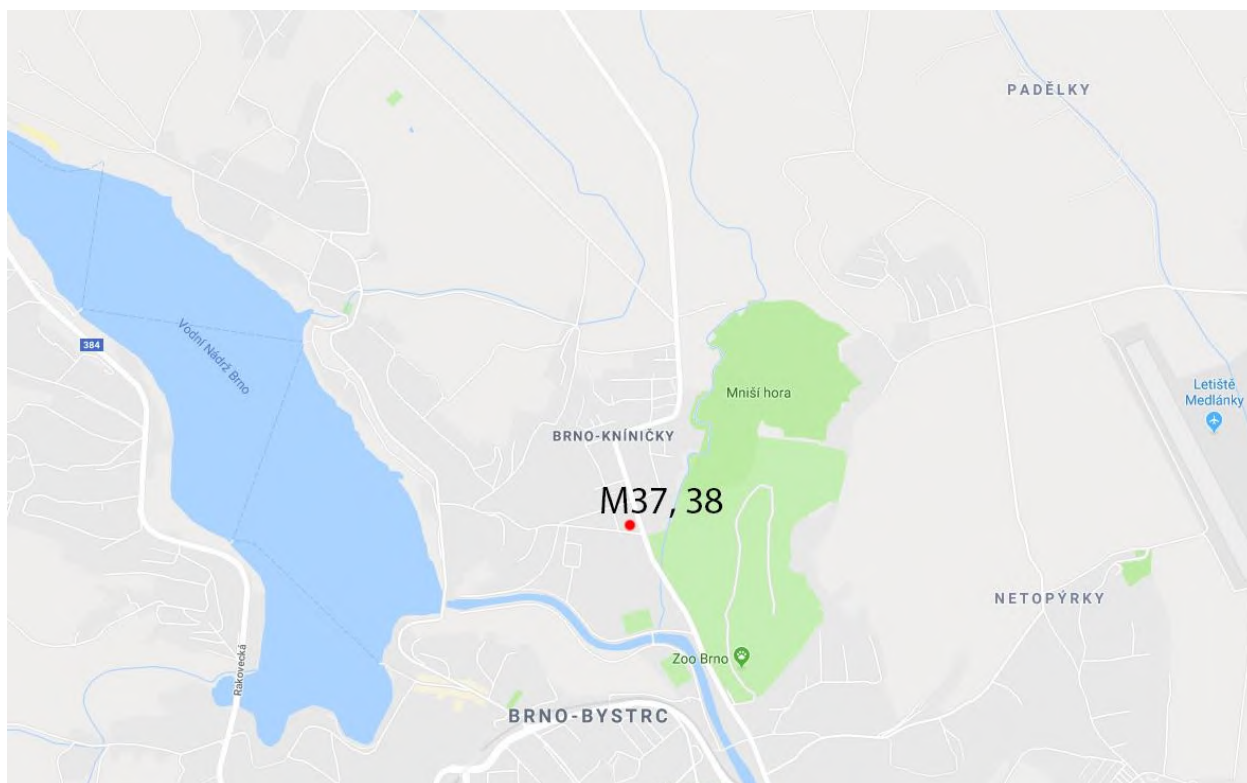 PADĚLKY
384
Vodní Nádrž Brno
Mniší hora
Letiště
Medlánky
BRNO-KNÍNIČKY
M37, 38
NETOPÝRKY
Zoo Brno
Rakovecká
BRNO-BYSTRC